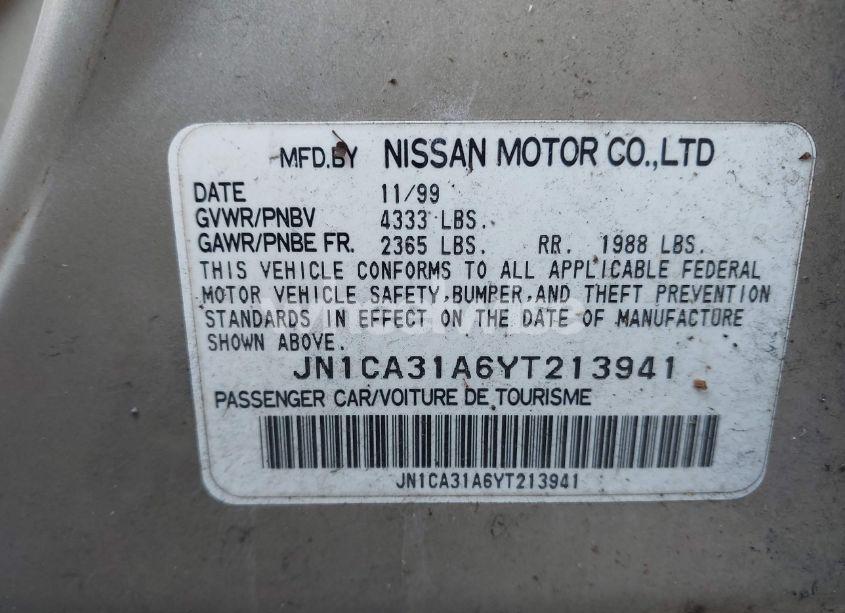 MFD.BY NISSAN MOTOR CO.,LTD
DATE 11/99
GVWR/PNBV 4333 LBS.
GAWR/PNBE FR. 2365 LBS. RR. 1988 LBS.
THIS VEHICLE CONFORMS TO ALL APPLICABLE FEDERAL
MOTOR VEHICLE SAFETY,BUMPER,AND THEFT PREVENTION
STANDARDS IN EFFECT ON THE DATE OF MANUFACTURE
SHOWN ABOVE.
JN1CA31A6YT213941
PASSENGER CAR/VOITURE DE TOURISME
JN1CA31A6YT213941